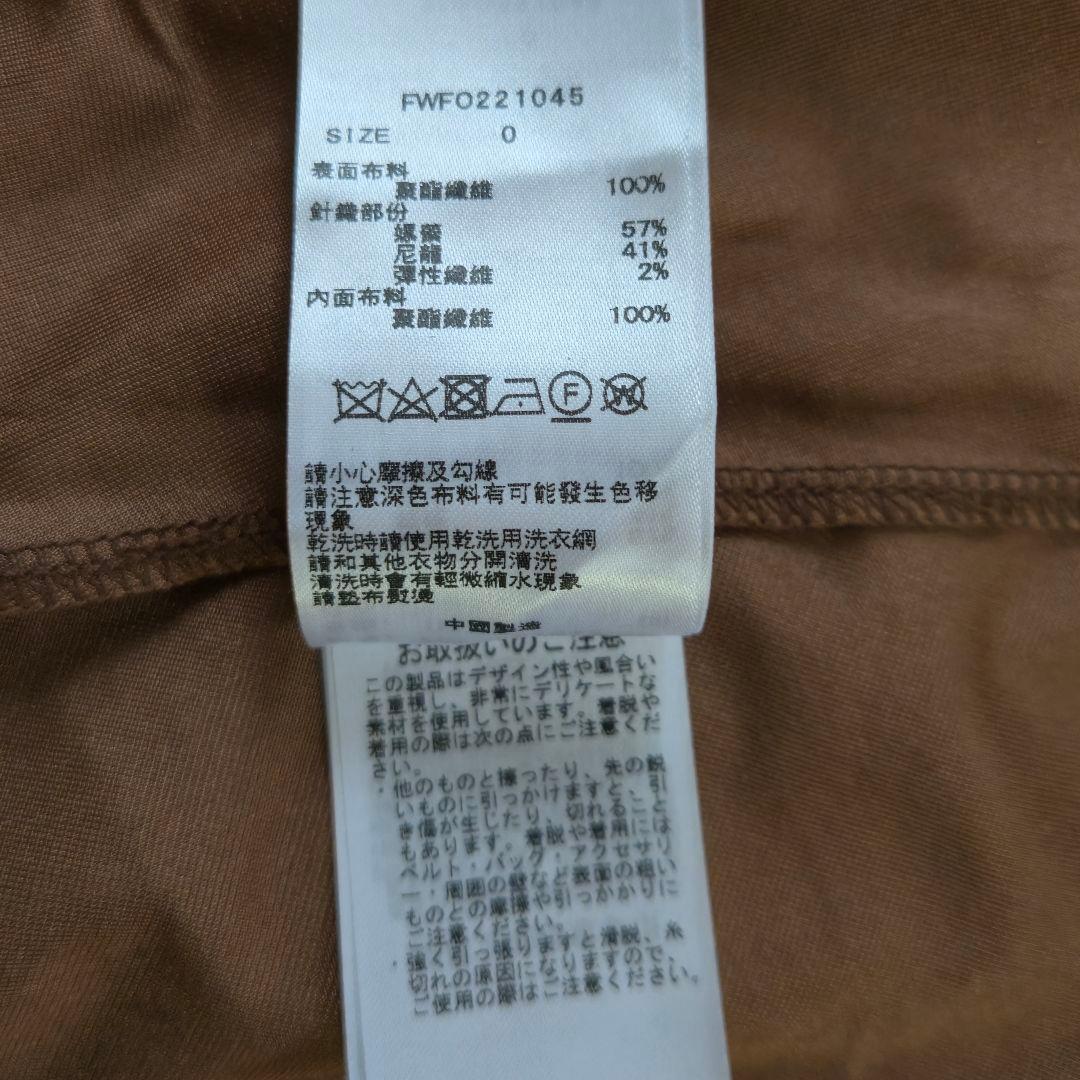 FWFO221045
SIZE 0
表面布料
聚酯纖維 100%
針織部份
螺縈 57%
尼龍 41%
彈性纖維 2%
內面布料
聚酯纖維 100%
F W
請小心摩擦及勾線
請注意深色布料有可能發生色移
現象
乾洗時請使用乾洗用洗衣網
請和其他衣物分開清洗
清洗時會有輕微縮水現象
請墊布熨燙
中國製造
お取扱いのご注意
この製品はデザイン性や風合い
を重視し、非常にデリケートな
素材を使用しています。着脱や
着用の際は次の点にご注意くだ
さい。
・他のものと擦ったり、先の鋭
いものに引っかけますと、引
き傷が生じたり、切れること
もあります。着脱や着用には
ベルト・バッグ・アクセサリ
ー・周囲の壁など表面の粗い
ものとの摩擦や引っかかりに
ご注意ください。
・強く引っ張りますと滑脱、糸
切れの原因になりますので、
ご使用の際はご注意ください。